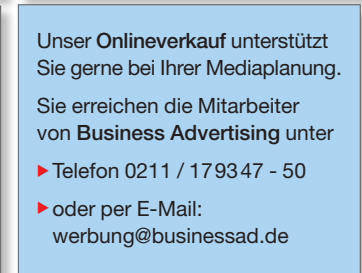 Unser Onlineverkauf unterstützt
Sie gerne bei Ihrer Mediaplanung.
Sie erreichen die Mitarbeiter
von Business Advertising unter
▶ Telefon 0211 / 179347 - 50
▶ oder per E-Mail:
werbung@businessad.de